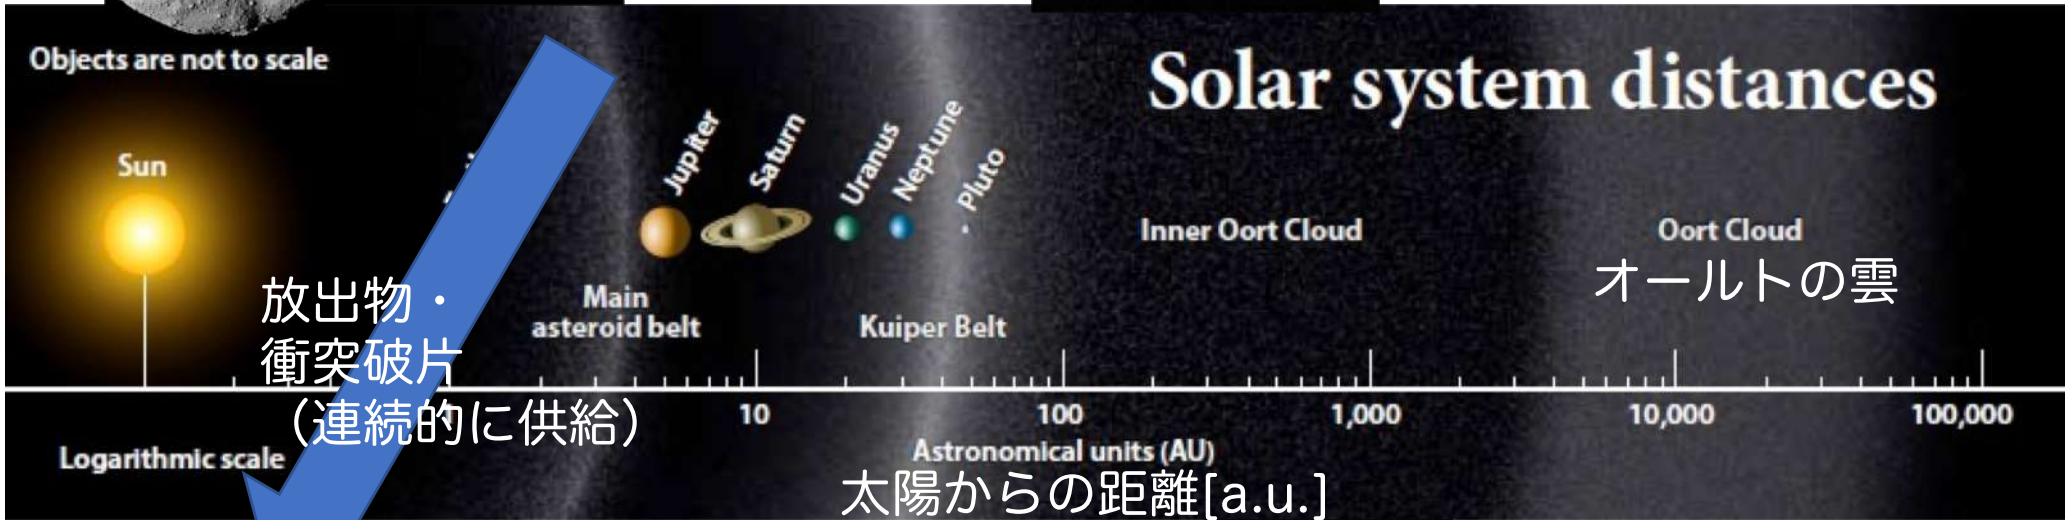 Objects are not to scale
Solar system distances
Sun
Jupiter
Saturn
Uranus
Neptune
Pluto
Inner Oort Cloud
Oort Cloud
オールトの雲
放出物・
衝突破片
（連続的に供給）
Main
asteroid belt
Kuiper Belt
10
100
1,000
10,000
100,000
Logarithmic scale
Astronomical units (AU)
太陽からの距離[a.u.]